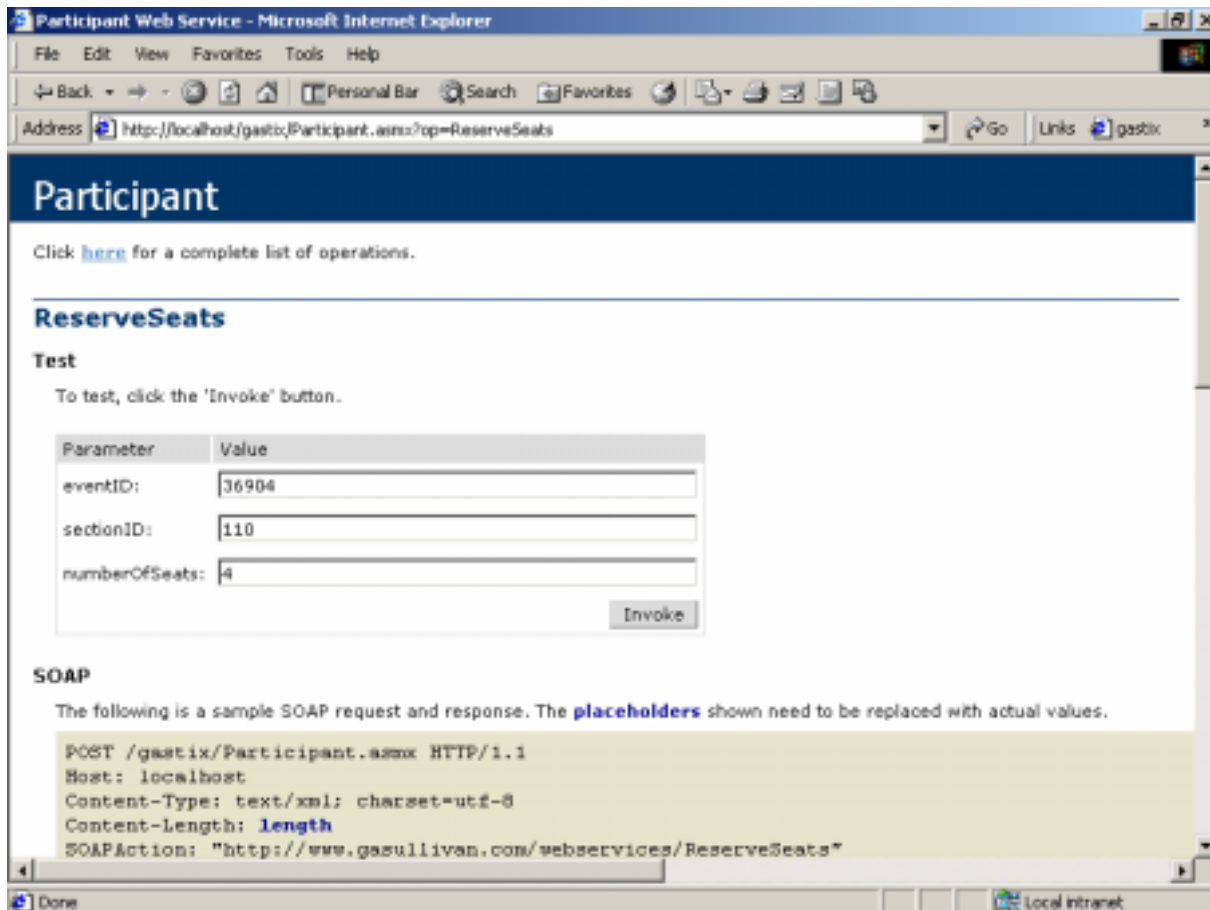 Participant Web Service - Microsoft Internet Explorer
File Edit View Favorites Tools Help
Back Personal Bar Search Favorites
Address http://localhost/gastix/Participant.asmx?op=ReserveSeats Go Links gastix
Participant
Click here for a complete list of operations.
ReserveSeats
Test
To test, click the 'Invoke' button.
Parameter Value
eventID: 36904
sectionID: 110
numberOfSeats: 4
Invoke
SOAP
The following is a sample SOAP request and response. The placeholders shown need to be replaced with actual values.
POST /gastix/Participant.asmx HTTP/1.1
Host: localhost
Content-Type: text/xml; charset=utf-8
Content-Length: length
SOAPAction: "http://www.gasullivan.com/webservices/ReserveSeats"
Done Local intranet